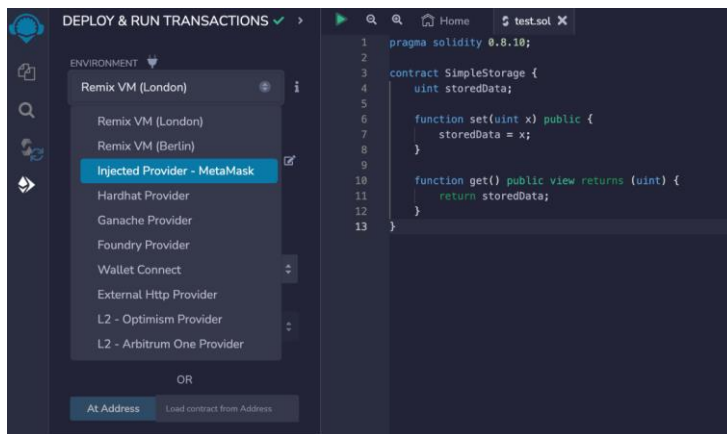 DEPLOY & RUN TRANSACTIONS
ENVIRONMENT
Remix VM (London)
Remix VM (London)
Remix VM (Berlin)
Injected Provider - MetaMask
Hardhat Provider
Ganache Provider
Foundry Provider
Wallet Connect
External Http Provider
L2 - Optimism Provider
L2 - Arbitrum One Provider
OR
At Address Load contract from Address
Home test.sol
1 pragma solidity 0.8.10;
2
3 contract SimpleStorage {
4 uint storedData;
5
6 function set(uint x) public {
7 storedData = x;
8 }
9
10 function get() public view returns (uint) {
11 return storedData;
12 }
13 }